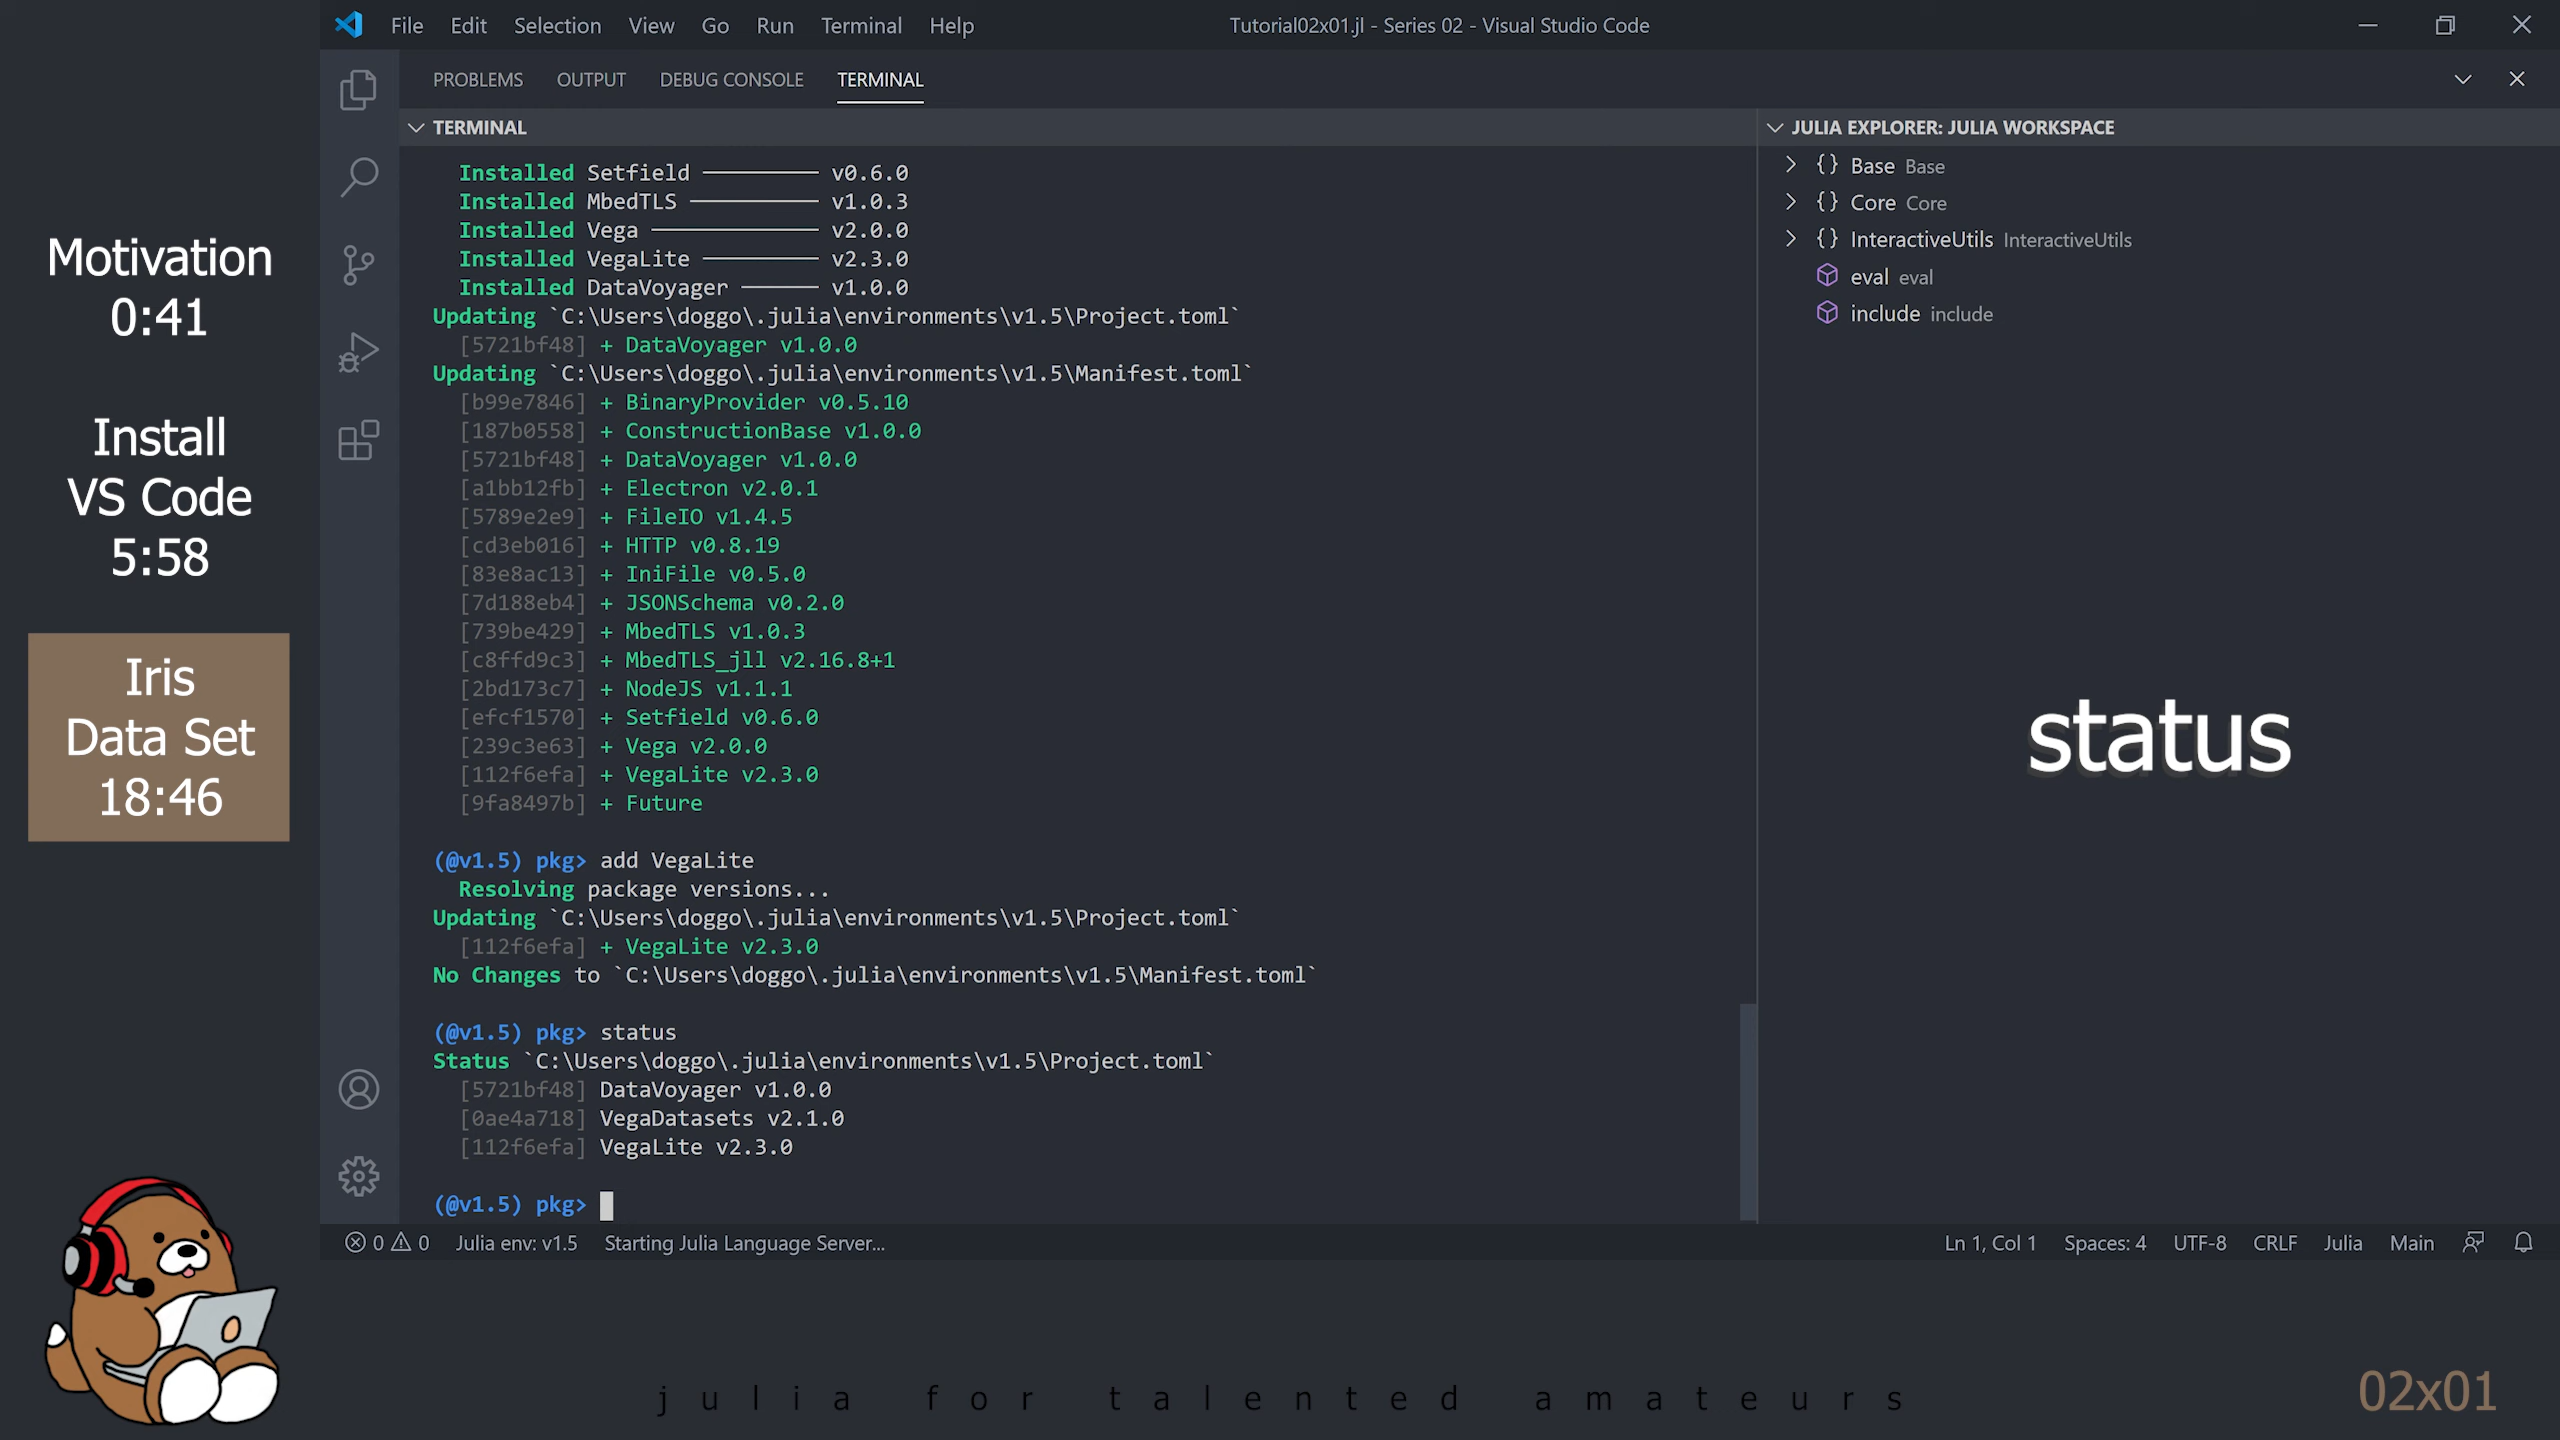 File Edit Selection View Go Run Terminal Help
Tutorial02x01.jl - Series 02 - Visual Studio Code
Motivation
0:41
Install
VS Code
5:58
Iris
Data Set
18:46
PROBLEMS OUTPUT DEBUG CONSOLE TERMINAL
TERMINAL
Installed Setfield ───────── v0.6.0
Installed MbedTLS ────────── v1.0.3
Installed Vega ───────────── v2.0.0
Installed VegaLite ───────── v2.3.0
Installed DataVoyager ────── v1.0.0
Updating `C:\Users\doggo\.julia\environments\v1.5\Project.toml`
[5721bf48] + DataVoyager v1.0.0
Updating `C:\Users\doggo\.julia\environments\v1.5\Manifest.toml`
[b99e7846] + BinaryProvider v0.5.10
[187b0558] + ConstructionBase v1.0.0
[5721bf48] + DataVoyager v1.0.0
[a1bb12fb] + Electron v2.0.1
[5789e2e9] + FileIO v1.4.5
[cd3eb016] + HTTP v0.8.19
[83e8ac13] + IniFile v0.5.0
[7d188eb4] + JSONSchema v0.2.0
[739be429] + MbedTLS v1.0.3
[c8ffd9c3] + MbedTLS_jll v2.16.8+1
[2bd173c7] + NodeJS v1.1.1
[efcf1570] + Setfield v0.6.0
[239c3e63] + Vega v2.0.0
[112f6efa] + VegaLite v2.3.0
[9fa8497b] + Future
(@v1.5) pkg> add VegaLite
Resolving package versions...
Updating `C:\Users\doggo\.julia\environments\v1.5\Project.toml`
[112f6efa] + VegaLite v2.3.0
No Changes to `C:\Users\doggo\.julia\environments\v1.5\Manifest.toml`
(@v1.5) pkg> status
Status `C:\Users\doggo\.julia\environments\v1.5\Project.toml`
[5721bf48] DataVoyager v1.0.0
[0ae4a718] VegaDatasets v2.1.0
[112f6efa] VegaLite v2.3.0
(@v1.5) pkg>
JULIA EXPLORER: JULIA WORKSPACE
{} Base Base
{} Core Core
{} InteractiveUtils InteractiveUtils
eval eval
include include
status
0 0 Julia env: v1.5 Starting Julia Language Server...
Ln 1, Col 1 Spaces: 4 UTF-8 CRLF Julia Main
julia for talented amateurs
02x01